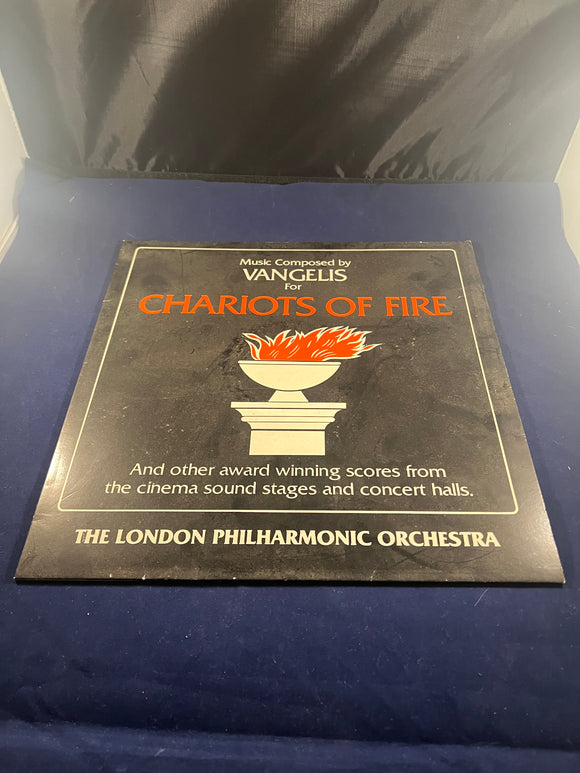 Music Composed by
VANGELIS
For
CHARIOTS OF FIRE
And other award winning scores from
the cinema sound stages and concert halls.
THE LONDON PHILHARMONIC ORCHESTRA